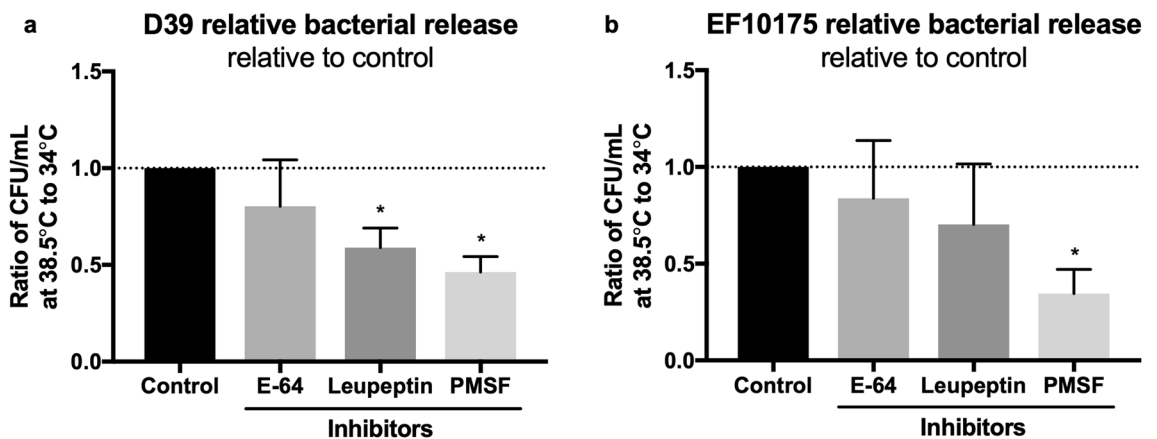 a
D39 relative bacterial release
relative to control
Ratio of CFU/mL
at 38.5°C to 34°C
1.5
1.0
0.5
0.0
*
*
Control
E-64
Leupeptin
PMSF
Inhibitors
b
EF10175 relative bacterial release
relative to control
Ratio of CFU/mL
at 38.5°C to 34°C
1.5
1.0
0.5
0.0
*
Control
E-64
Leupeptin
PMSF
Inhibitors